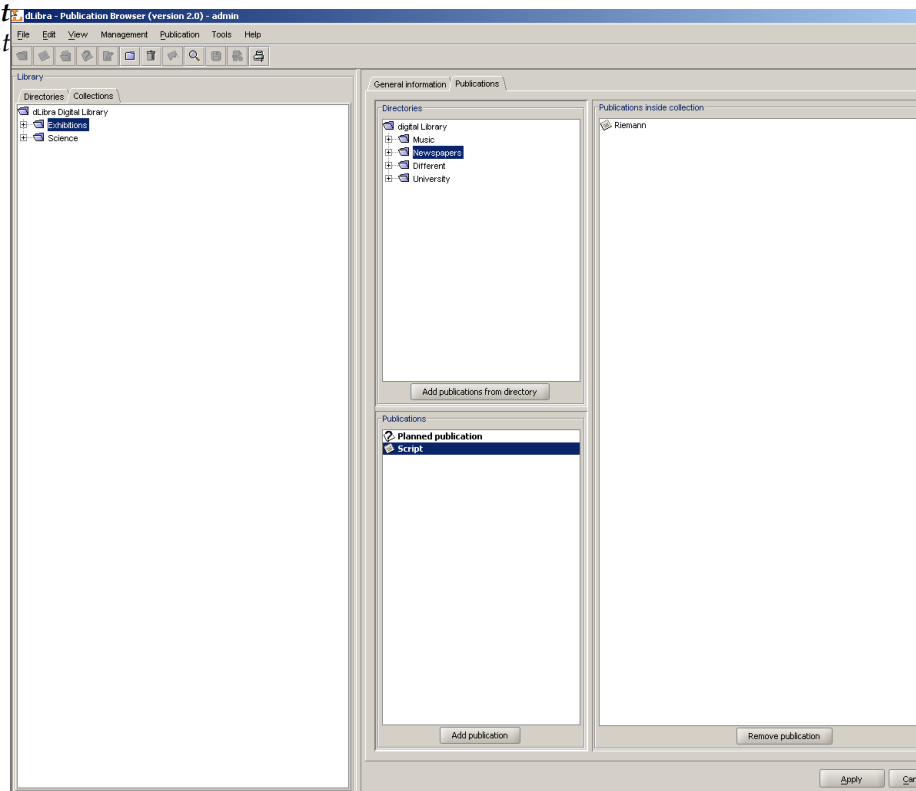 t
t
dLibra - Publication Browser (version 2.0) - admin
File Edit View Management Publication Tools Help
Library
Directories Collections
dLibra Digital Library
Exhibitions
Science
General information Publications
Directories
digital Library
Music
Newspapers
Different
University
Add publications from directory
Publications
Planned publication
Script
Add publication
Publications inside collection
Riemann
Remove publication
Apply Can